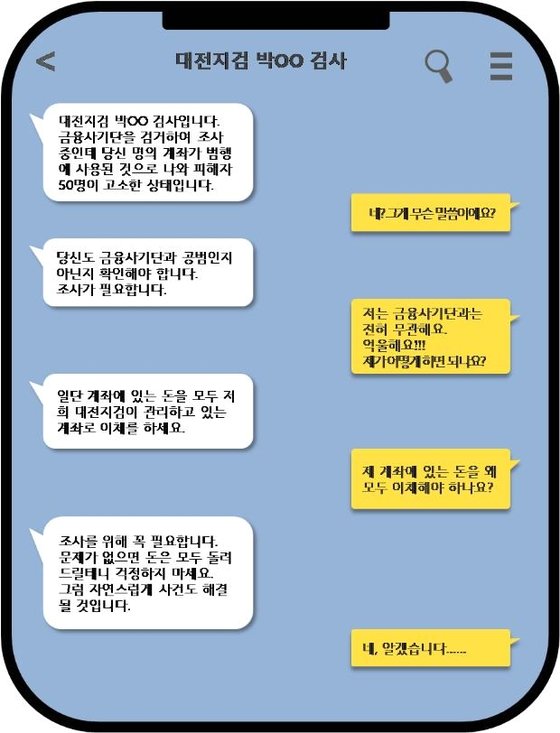 대전지검 박OO 검사
대전지검 박OO 검사입니다.
금융사기단을 검거하여 조사
중인데 당신 명의 계좌가 범행
에 사용된 것으로 나와 피해자
50명이 고소한 상태입니다.
네? 그게 무슨 말씀이에요?
당신도 금융사기단과 공범인지
아닌지 확인해야 합니다.
조사가 필요합니다.
저는 금융사기단과는
전혀 무관해요.
억울해요!!!
제가 어떻게 하면 되나요?
일단 계좌에 있는 돈을 모두 저
희 대전지검이 관리하고 있는
계좌로 이체를 하세요.
제 계좌에 있는 돈을 왜
모두 이체해야 하나요?
조사를 위해 꼭 필요합니다.
문제가 없으면 돈은 모두 돌려
드릴테니 걱정하지 마세요.
그럼 자연스럽게 사건도 해결
될 것입니다.
네, 알겠습니다.......